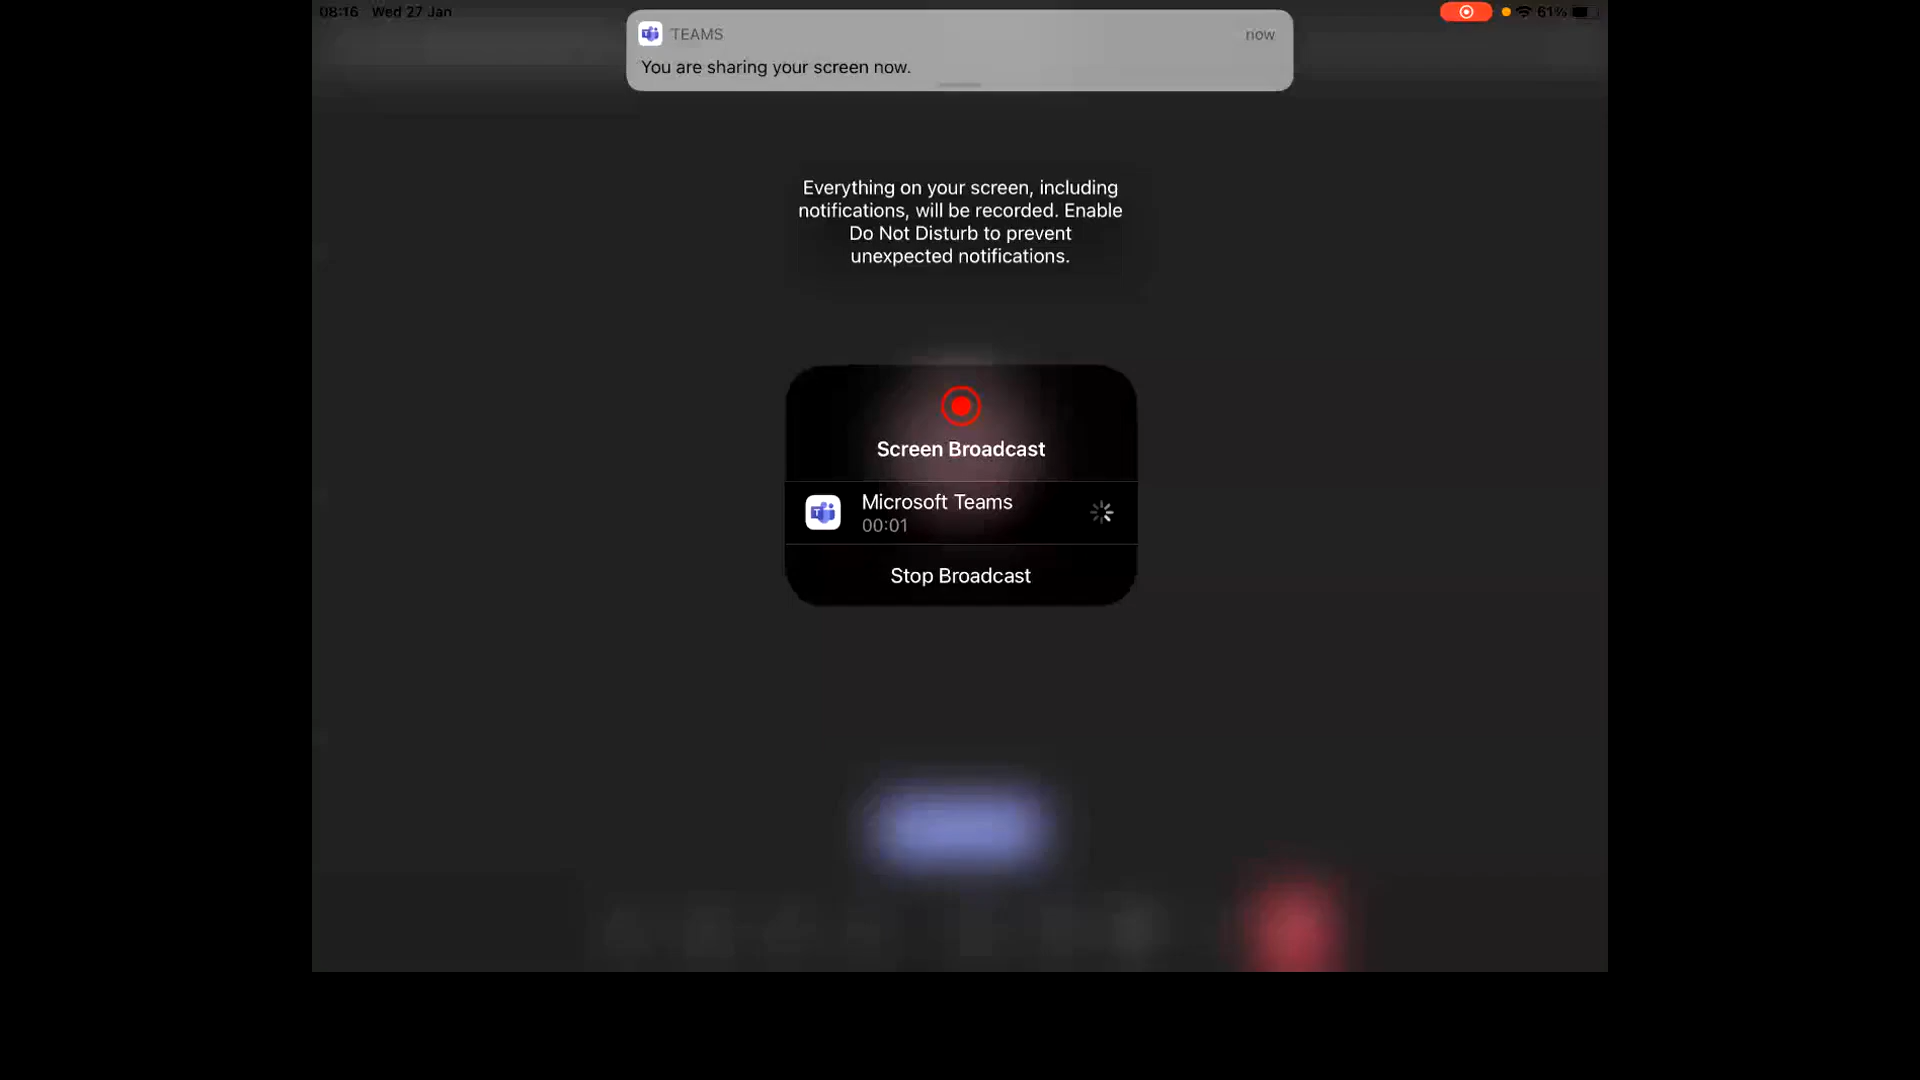 08:16 Wed 27 Jan
61%
TEAMS
now
You are sharing your screen now.
Everything on your screen, including
notifications, will be recorded. Enable
Do Not Disturb to prevent
unexpected notifications.
Screen Broadcast
Microsoft Teams
00:01
Stop Broadcast